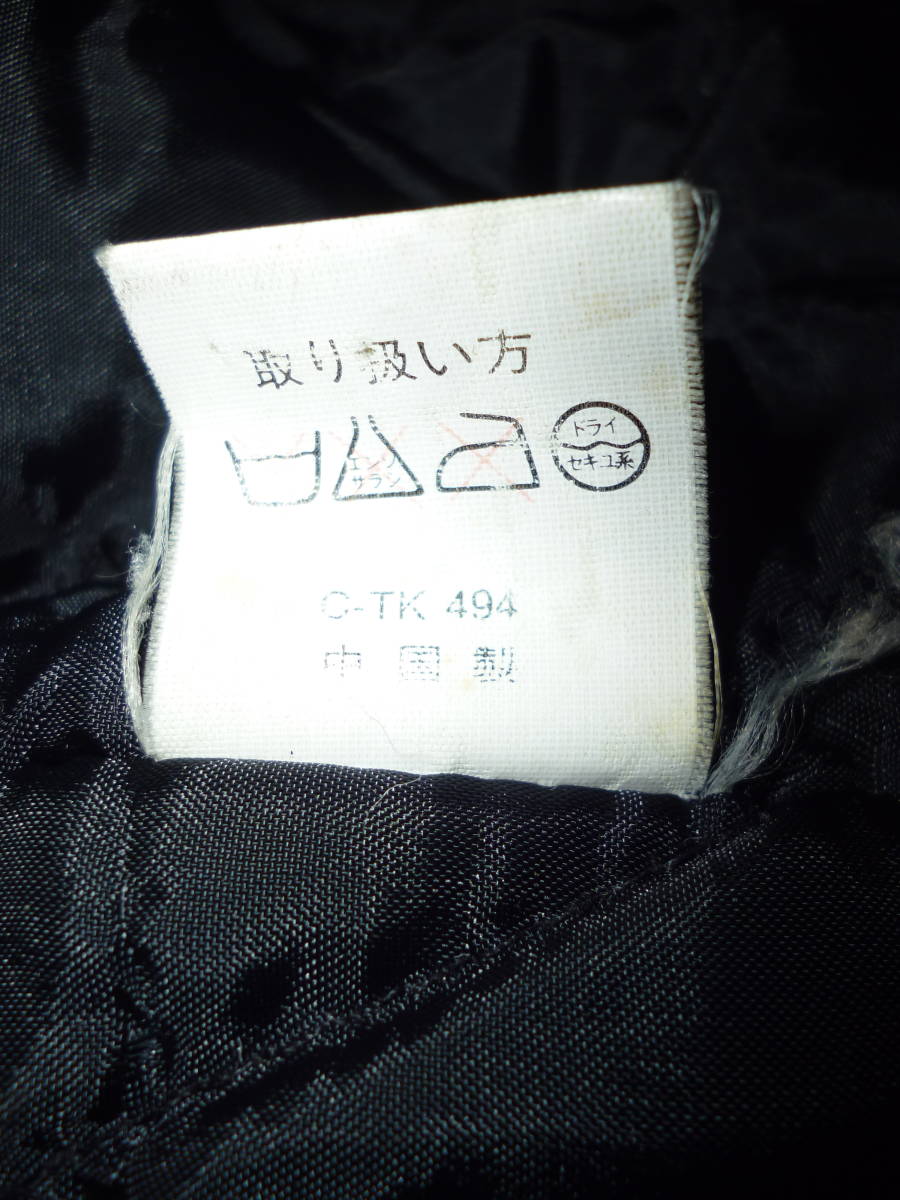 取り扱い方
エンソ
サラシ
ドライ
セキユ系
C-TK 494
中国製